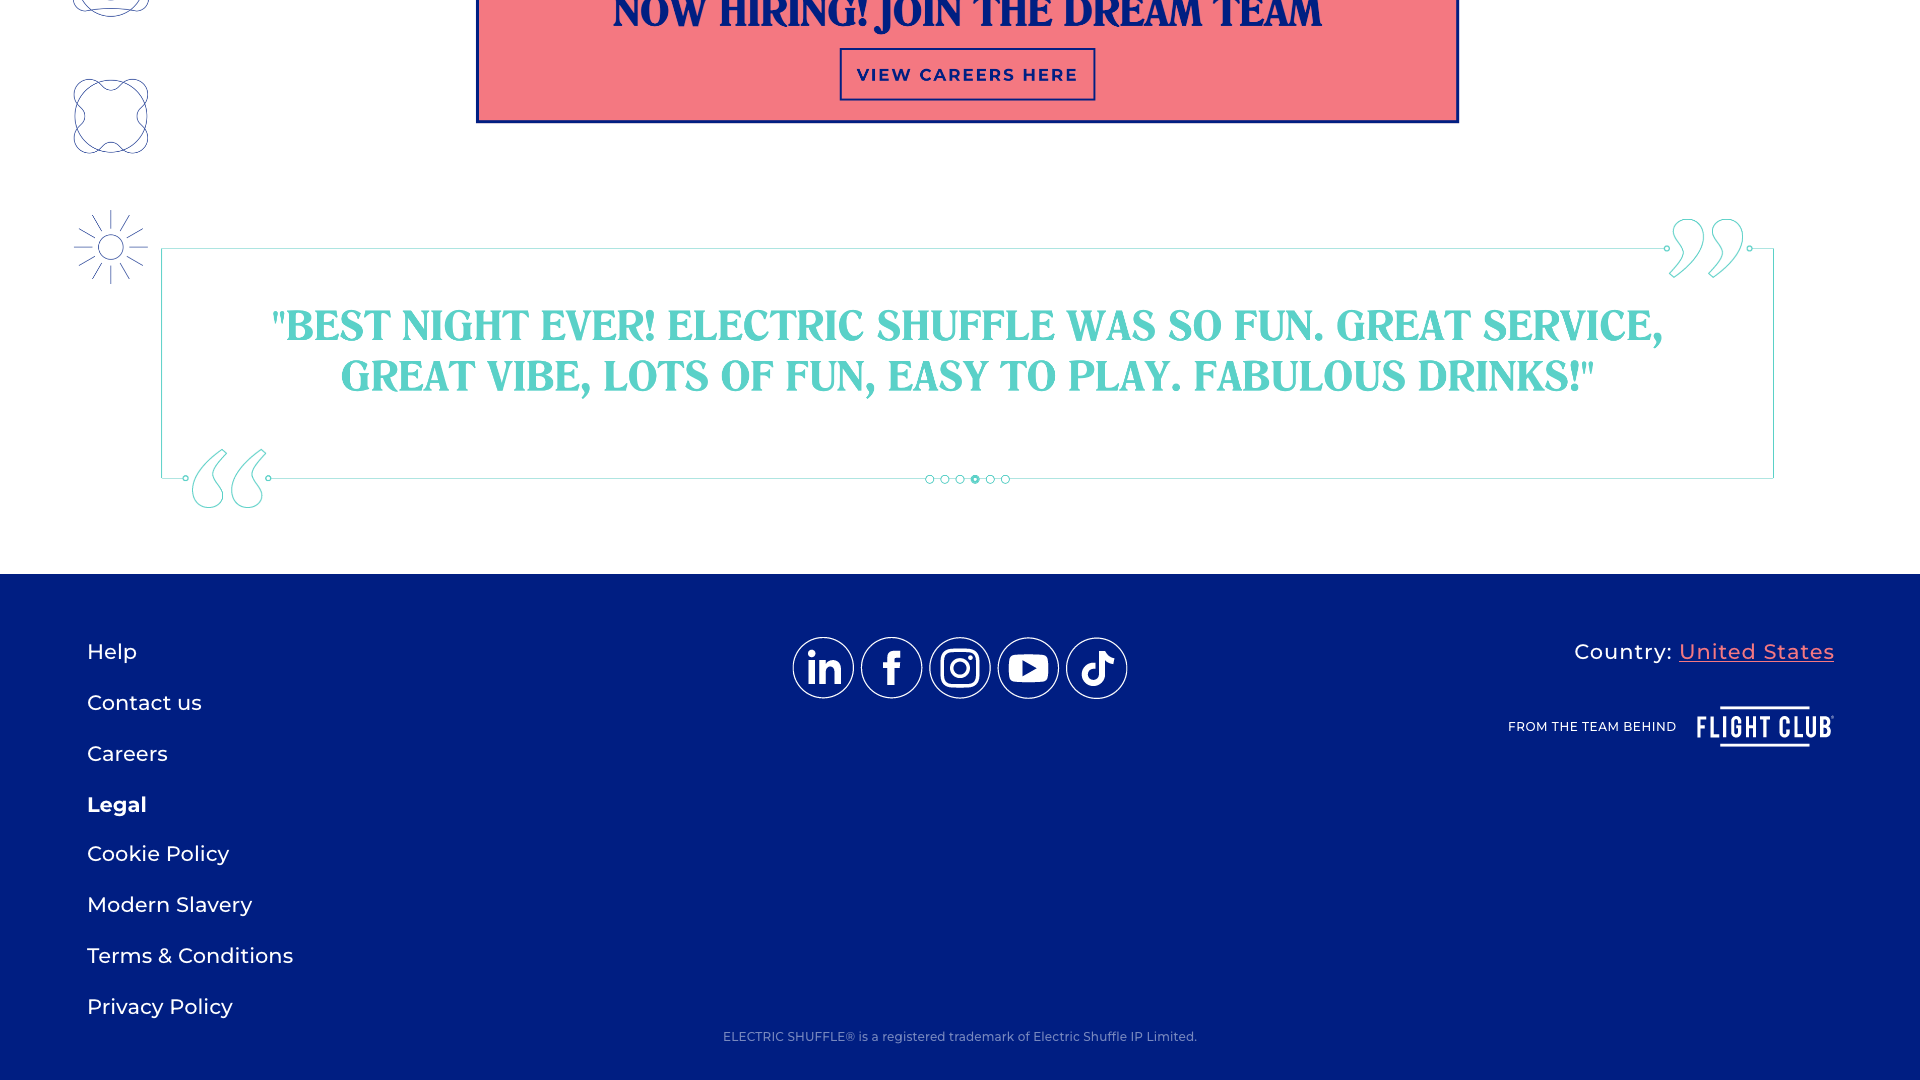 NOW HIRING! JOIN THE DREAM TEAM
VIEW CAREERS HERE
"BEST NIGHT EVER! ELECTRIC SHUFFLE WAS SO FUN. GREAT SERVICE,
GREAT VIBE, LOTS OF FUN, EASY TO PLAY. FABULOUS DRINKS!"
Help
Contact us
Careers
Legal
Cookie Policy
Modern Slavery
Terms & Conditions
Privacy Policy
Country: United States
FROM THE TEAM BEHIND FLIGHT CLUB
ELECTRIC SHUFFLE® is a registered trademark of Electric Shuffle IP Limited.